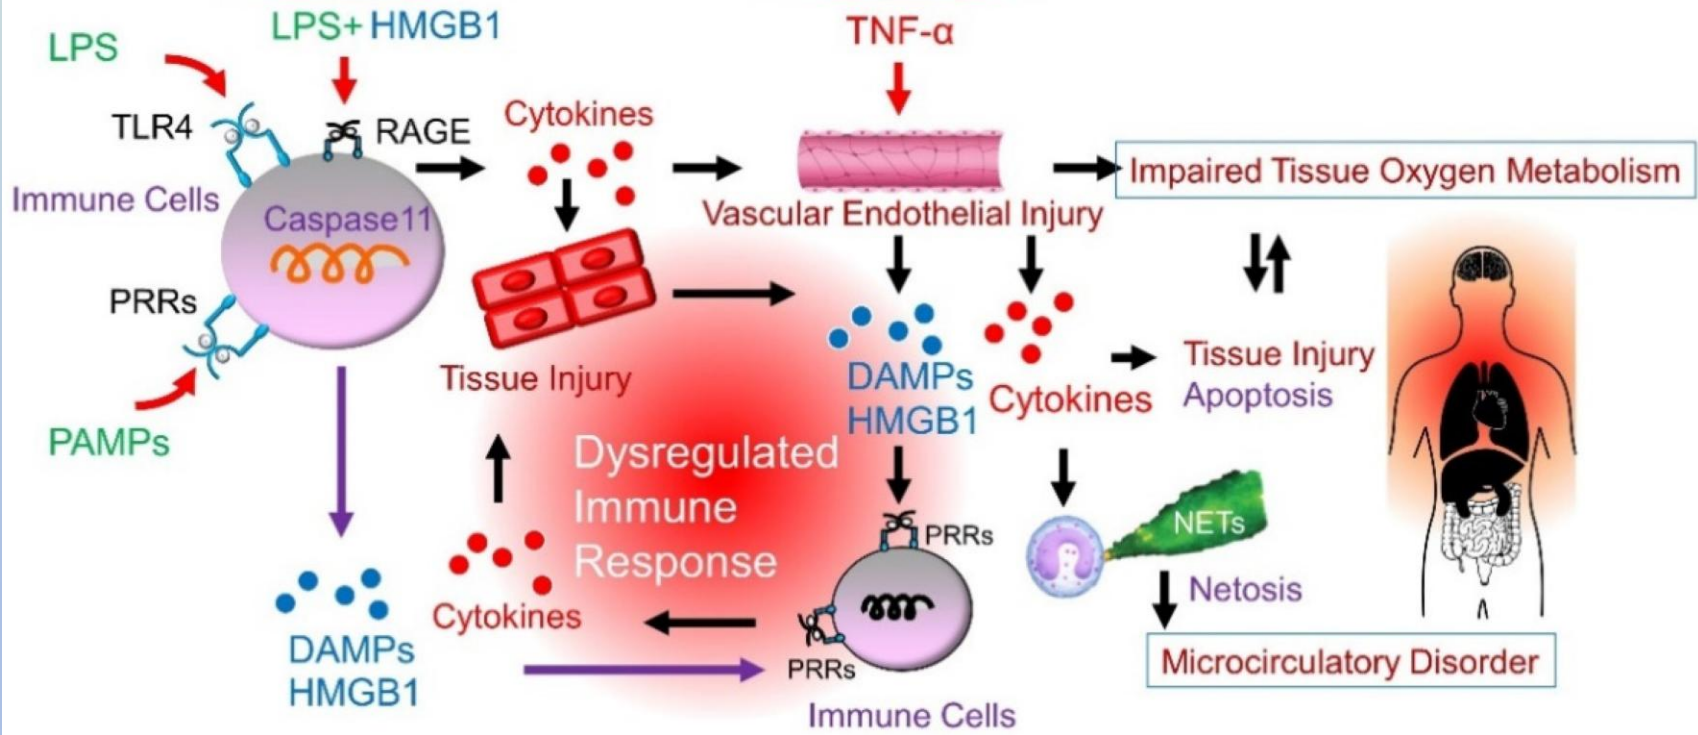 LPS
LPS+ HMGB1
TNF-α
TLR4
RAGE
Cytokines
Immune Cells
Caspase11
Impaired Tissue Oxygen Metabolism
Vascular Endothelial Injury
PRRs
PAMPs
Tissue Injury
DAMPs
HMGB1
Cytokines
Tissue Injury
Apoptosis
Dysregulated
Immune
Response
PRRs
NETs
Netosis
Cytokines
DAMPs
HMGB1
PRRs
Immune Cells
Microcirculatory Disorder